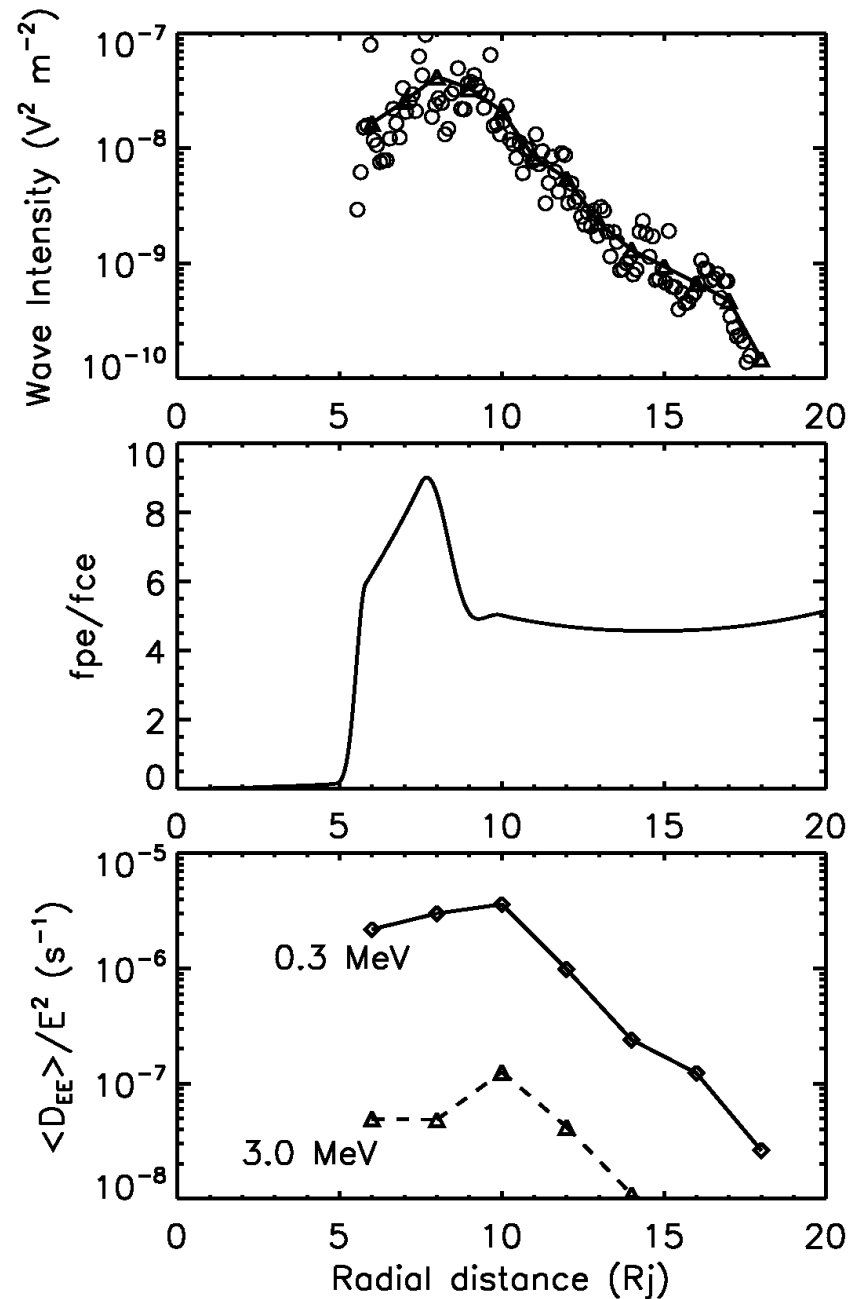 Wave Intensity (V² m⁻²)
10⁻⁷
10⁻⁸
10⁻⁹
10⁻¹⁰
0 5 10 15 20
fpe/fce
10
8
6
4
2
0
0 5 10 15 20
<D_EE>/E² (s⁻¹)
10⁻⁵
10⁻⁶
10⁻⁷
10⁻⁸
0.3 MeV
3.0 MeV
0 5 10 15 20
Radial distance (Rj)